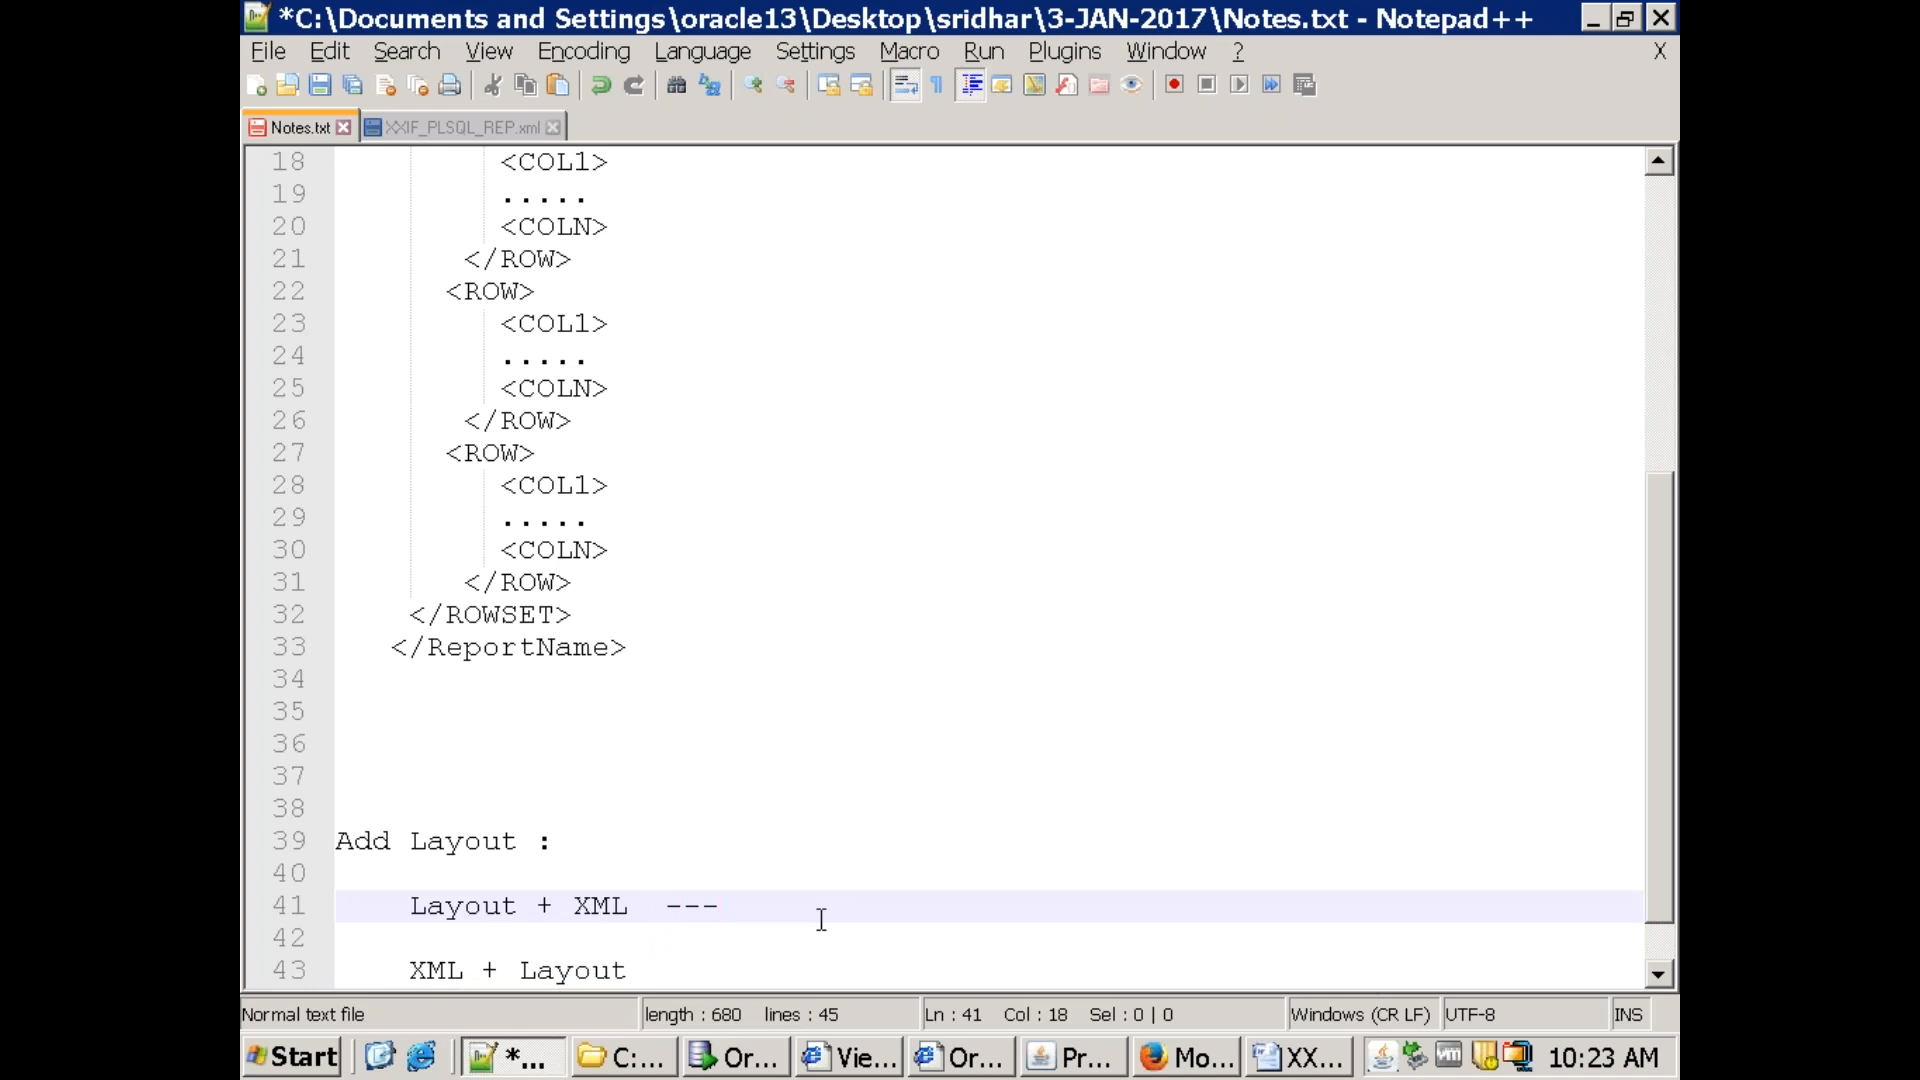 *C:\Documents and Settings\oracle13\Desktop\sridhar\3-JAN-2017\Notes.txt - Notepad++
File Edit Search View Encoding Language Settings Macro Run Plugins Window ? X
Notes.txt XXIF_PLSQL_REP.xml
18 <COL1>
19 .....
20 <COLN>
21 </ROW>
22 <ROW>
23 <COL1>
24 .....
25 <COLN>
26 </ROW>
27 <ROW>
28 <COL1>
29 .....
30 <COLN>
31 </ROW>
32 </ROWSET>
33 </ReportName>
34
35
36
37
38
39 Add Layout :
40
41 Layout + XML ---
42
43 XML + Layout
Normal text file length : 680 lines : 45 Ln : 41 Col : 18 Sel : 0 | 0 Windows (CR LF) UTF-8 INS
Start *... C:... Or... Vie... Or... Pr... Mo... XX... 10:23 AM